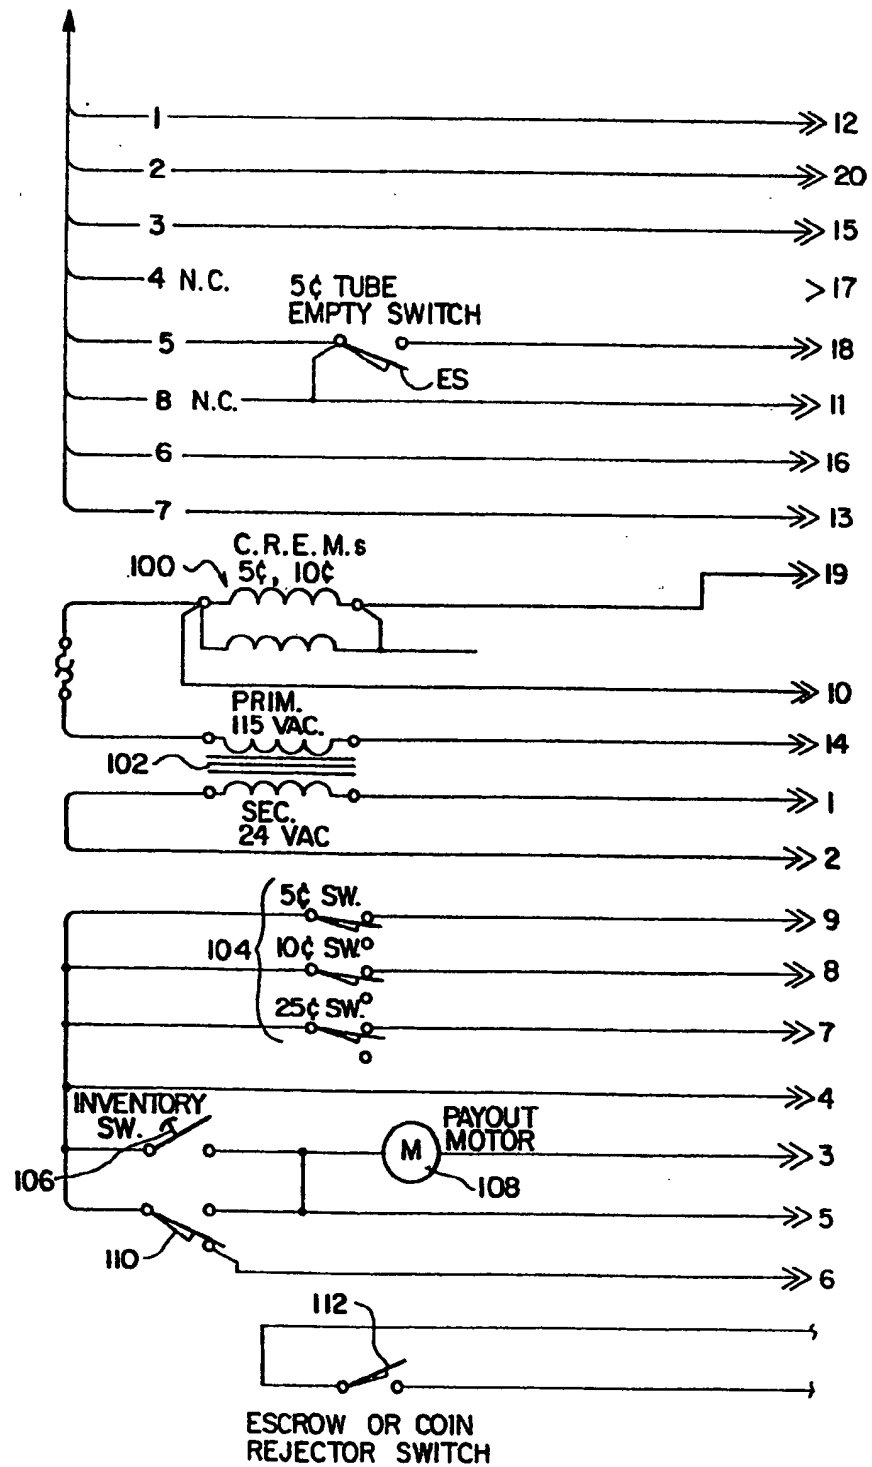 1 12
2 20
3 15
4 N.C. 17
5¢ TUBE
EMPTY SWITCH
5 18
ES
8 N.C. 11
6 16
7 13
C.R.E.M.s
100 5¢, 10¢ 19
10
PRIM.
115 VAC.
14
102
1
SEC.
24 VAC
2
5¢ SW.
9
104 10¢ SW.
8
25¢ SW.
7
4
INVENTORY
SW.
PAYOUT
MOTOR
M
3
106
108
5
110
6
112
ESCROW OR COIN
REJECTOR SWITCH